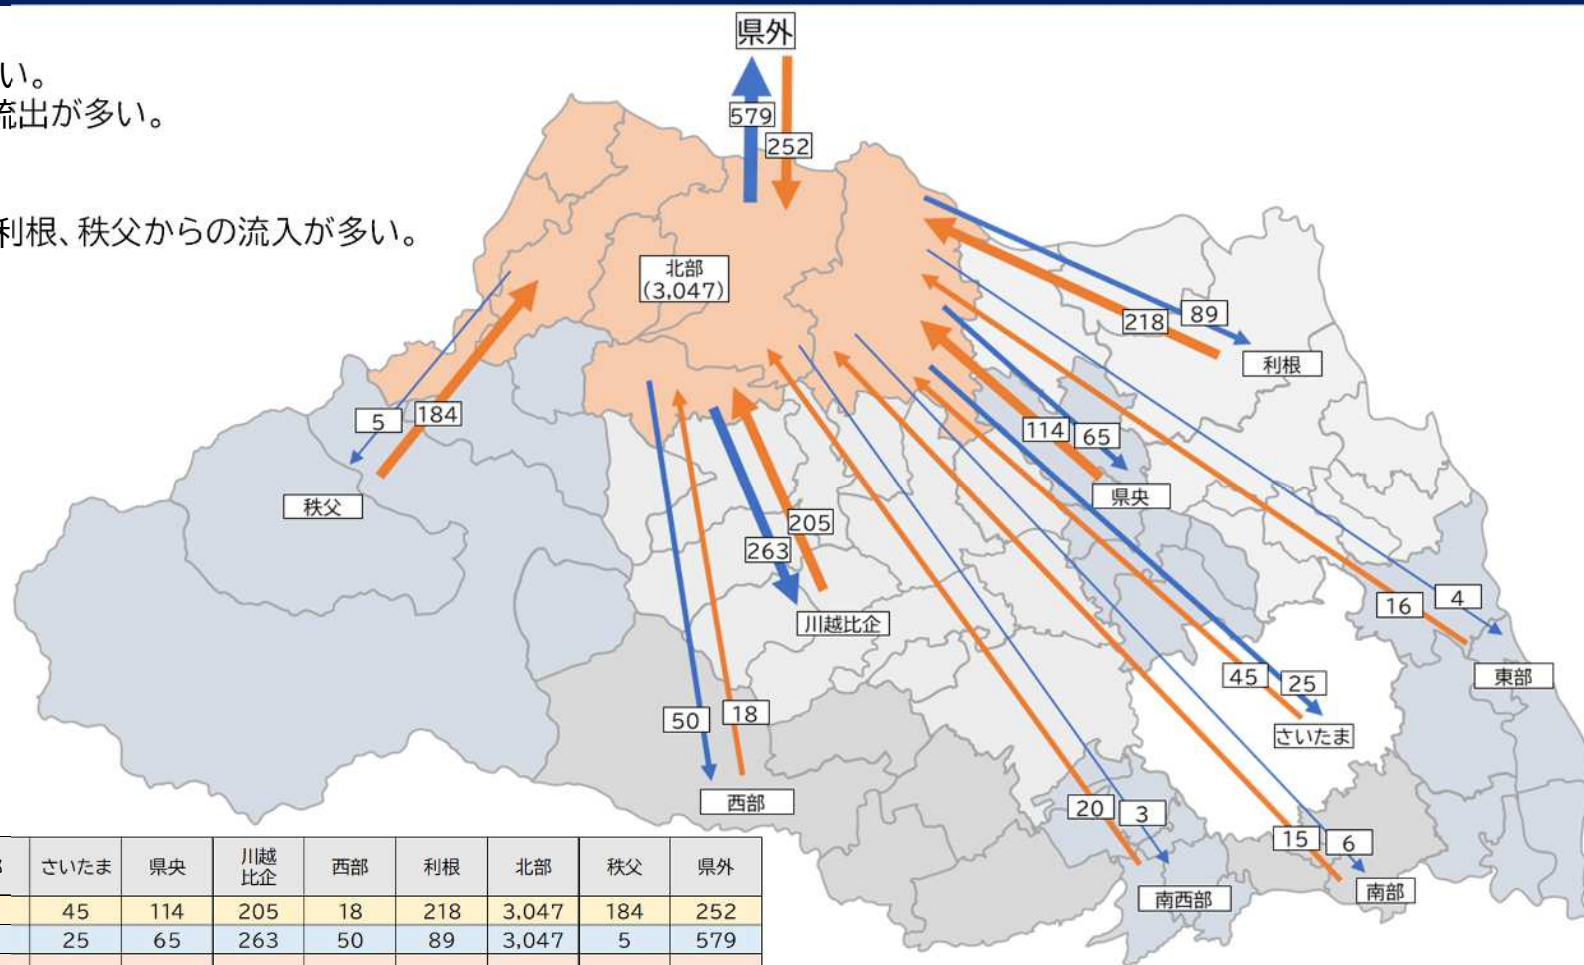 い。
流出が多い。
利根、秩父からの流入が多い。
県外
579
252
北部
(3,047)
218
89
利根
5
184
秩父
114
65
県央
205
263
川越比企
16
4
東部
45
25
さいたま
50
18
西部
20
3
南西部
15
6
南部
さいたま 県央 川越比企 西部 利根 北部 秩父 県外
45 114 205 18 218 3,047 184 252
25 65 263 50 89 3,047 5 579